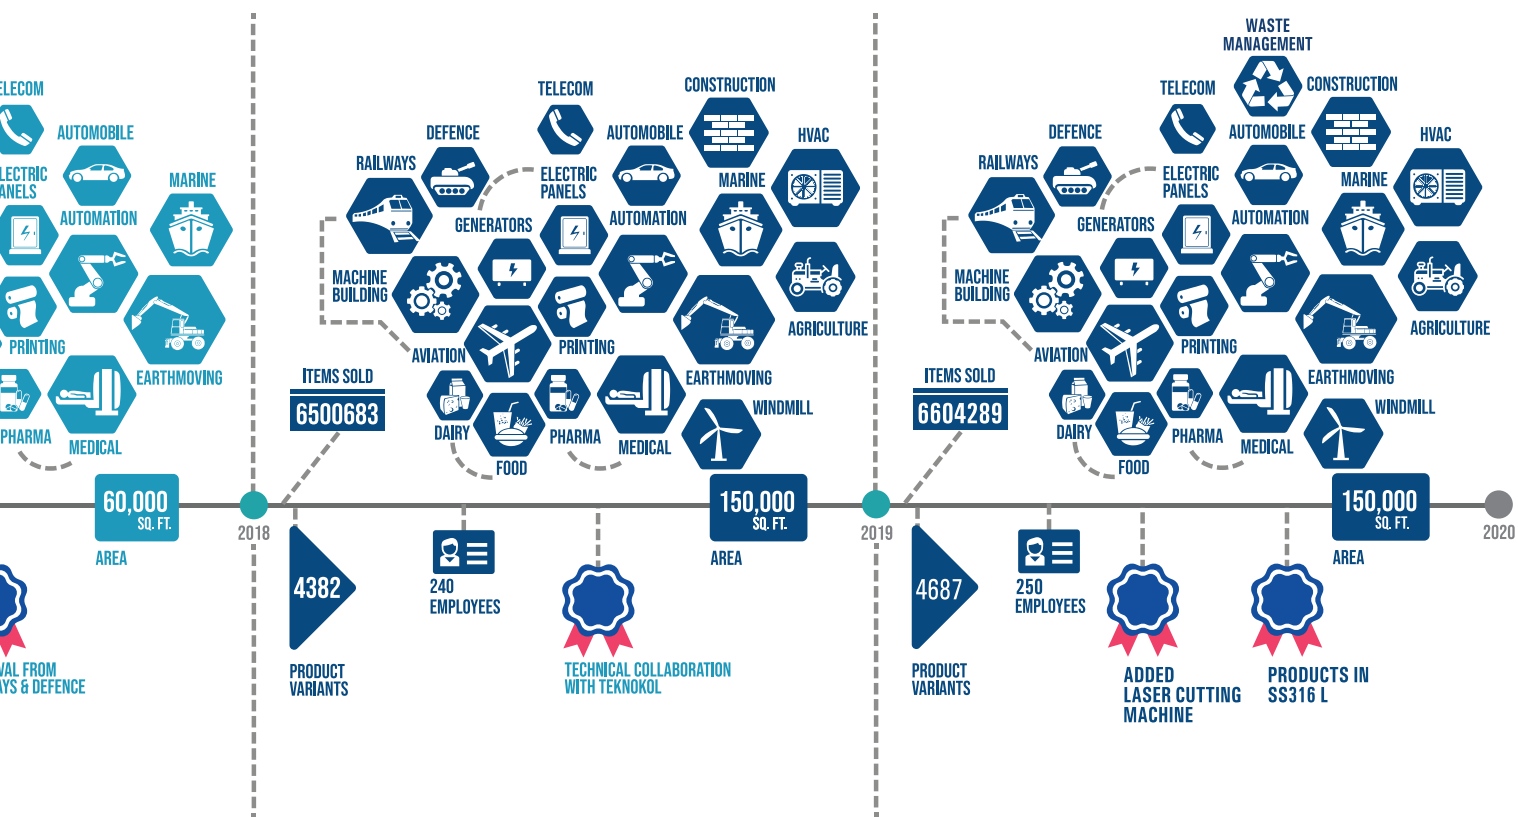 TELECOM
AUTOMOBILE
ELECTRIC
PANELS
MARINE
AUTOMATION
PRINTING
EARTHMOVING
PHARMA
MEDICAL
60,000
SQ. FT.
AREA
2018
& DEFENCE
TELECOM
CONSTRUCTION
DEFENCE
AUTOMOBILE
HVAC
RAILWAYS
ELECTRIC
PANELS
MARINE
GENERATORS
AUTOMATION
MACHINE
BUILDING
AGRICULTURE
AVIATION
PRINTING
ITEMS SOLD
6500683
EARTHMOVING
WINDMILL
DAIRY
PHARMA
MEDICAL
FOOD
150,000
SQ. FT.
AREA
4382
PRODUCT
VARIANTS
240
EMPLOYEES
TECHNICAL COLLABORATION
WITH TEKNOKOL
2019
WASTE
MANAGEMENT
TELECOM
CONSTRUCTION
DEFENCE
AUTOMOBILE
HVAC
RAILWAYS
ELECTRIC
PANELS
MARINE
GENERATORS
AUTOMATION
MACHINE
BUILDING
AGRICULTURE
AVIATION
PRINTING
ITEMS SOLD
6604289
EARTHMOVING
WINDMILL
DAIRY
PHARMA
MEDICAL
FOOD
150,000
SQ. FT.
AREA
4687
PRODUCT
VARIANTS
250
EMPLOYEES
ADDED
LASER CUTTING
MACHINE
PRODUCTS IN
SS316 L
2020